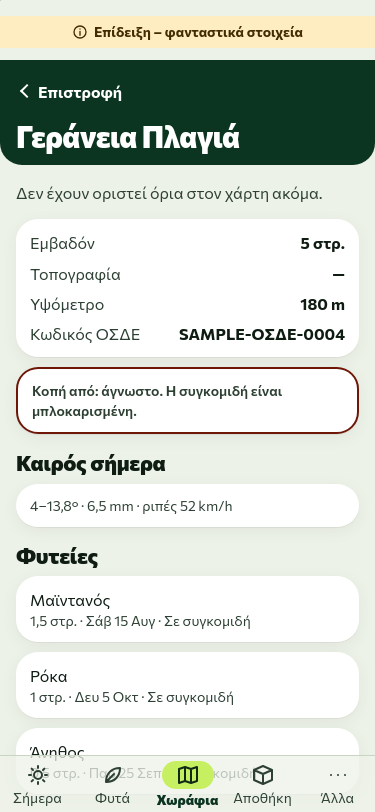 Επίδειξη – φανταστικά στοιχεία
Επιστροφή
Γεράνεια Πλαγιά
Δεν έχουν οριστεί όρια στον χάρτη ακόμα.
Εμβαδόν 5 στρ.
Τοπογραφία —
Υψόμετρο 180 m
Κωδικός ΟΣΔΕ SAMPLE-ΟΣΔΕ-0004
Κοπή από: άγνωστο. Η συγκομιδή είναι
μπλοκαρισμένη.
Καιρός σήμερα
4–13,8° · 6,5 mm · ριπές 52 km/h
Φυτείες
Μαϊντανός
1,5 στρ. · Σάβ 15 Αυγ · Σε συγκομιδή
Ρόκα
1 στρ. · Δευ 5 Οκτ · Σε συγκομιδή
Άνηθος
στρ. · 25 Σεπ
Σήμερα
Φυτά
Χωράφια
Αποθήκη
Άλλα